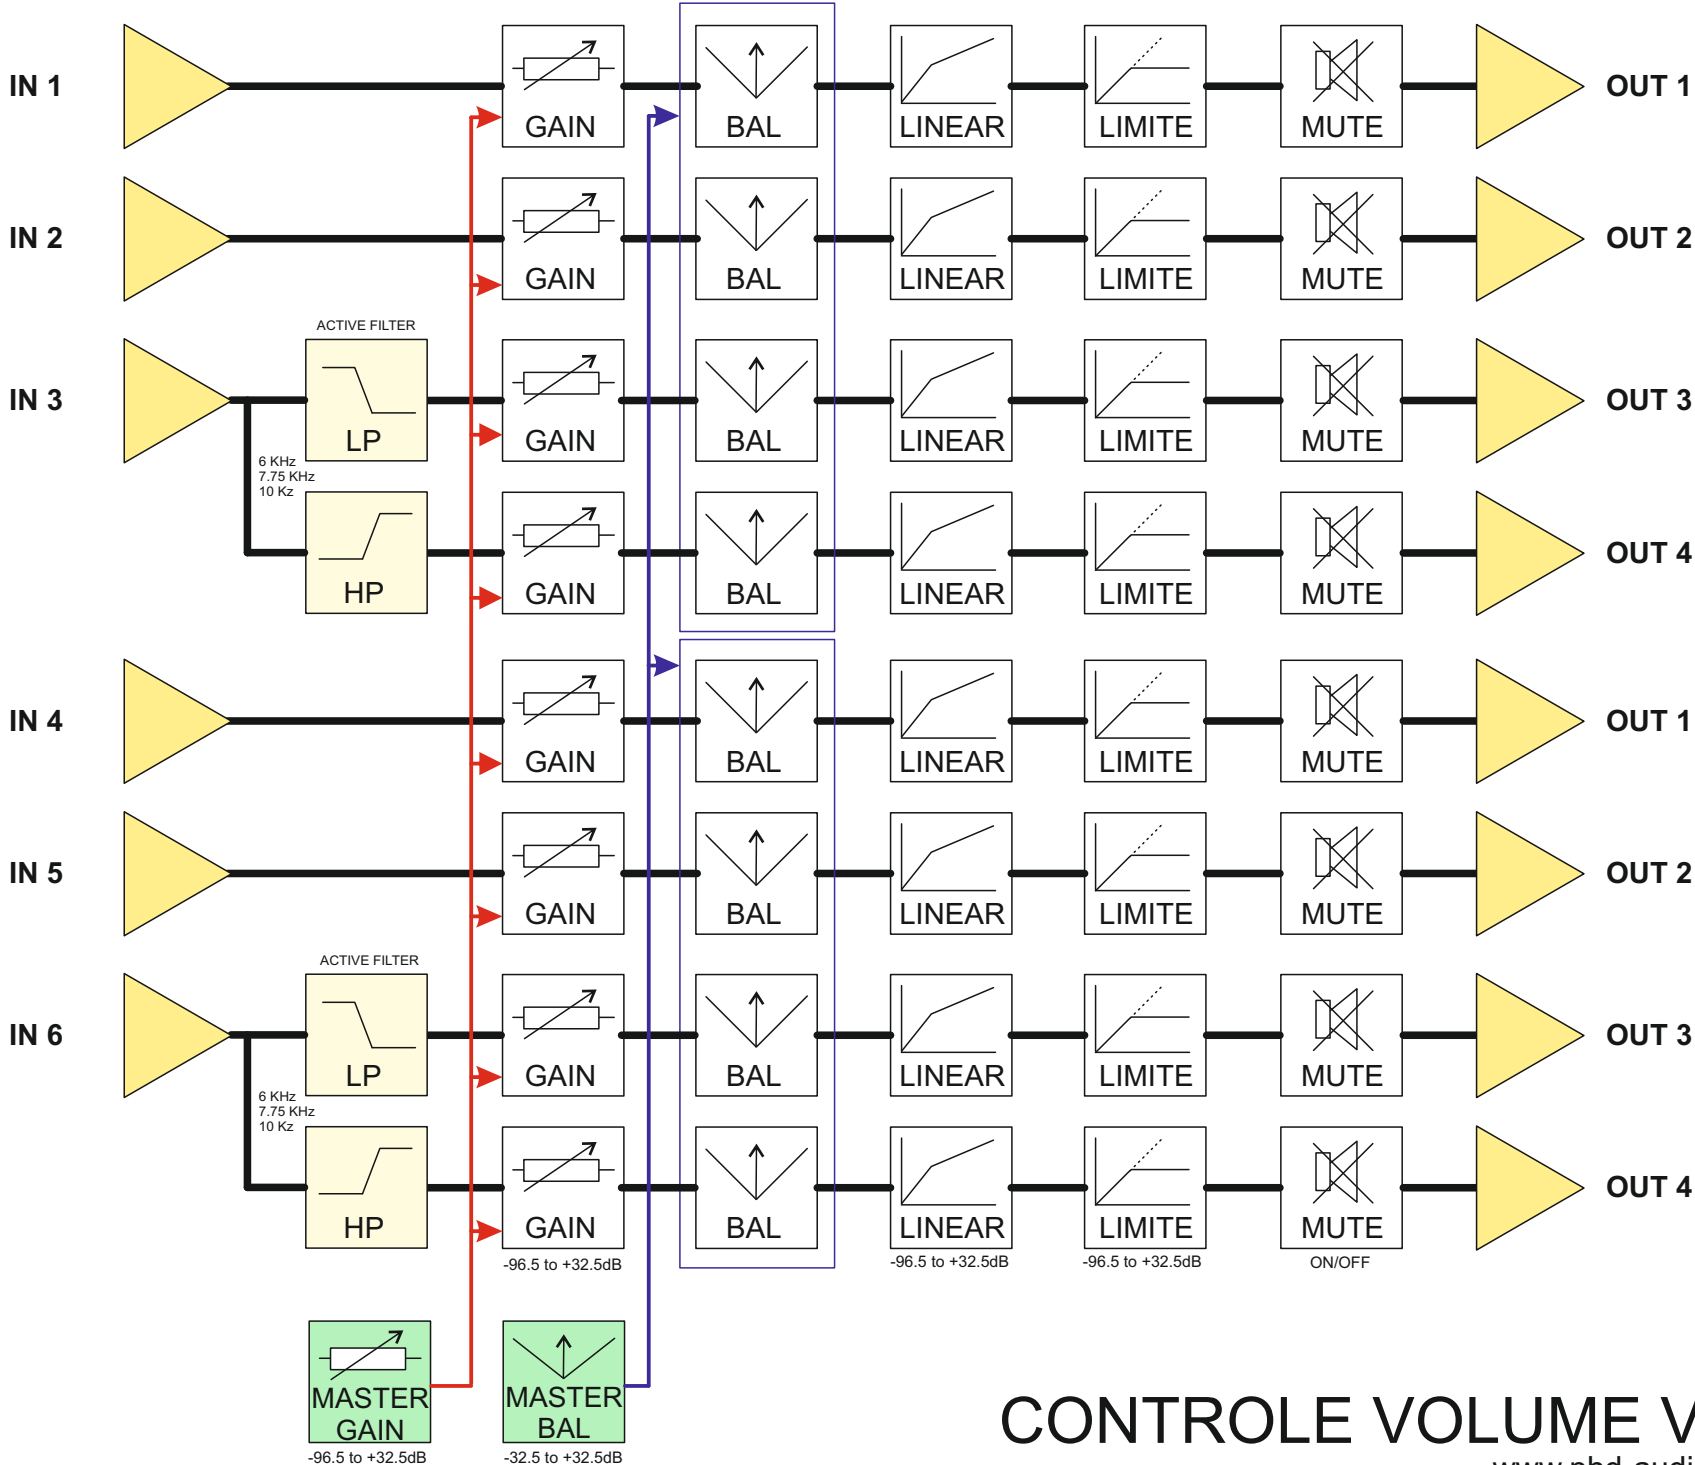 IN 1
GAIN
BAL
LINEAR
LIMITE
MUTE
OUT 1
IN 2
GAIN
BAL
LINEAR
LIMITE
MUTE
OUT 2
ACTIVE FILTER
IN 3
LP
GAIN
BAL
LINEAR
LIMITE
MUTE
OUT 3
6 KHz
7.75 KHz
10 Kz
HP
GAIN
BAL
LINEAR
LIMITE
MUTE
OUT 4
IN 4
GAIN
BAL
LINEAR
LIMITE
MUTE
OUT 1
IN 5
GAIN
BAL
LINEAR
LIMITE
MUTE
OUT 2
ACTIVE FILTER
IN 6
LP
GAIN
BAL
LINEAR
LIMITE
MUTE
OUT 3
6 KHz
7.75 KHz
10 Kz
HP
GAIN
BAL
LINEAR
LIMITE
MUTE
OUT 4
-96.5 to +32.5dB
-96.5 to +32.5dB
-96.5 to +32.5dB
ON/OFF
MASTER
GAIN
-96.5 to +32.5dB
MASTER
BAL
-32.5 to +32.5dB
CONTROLE VOLUME V